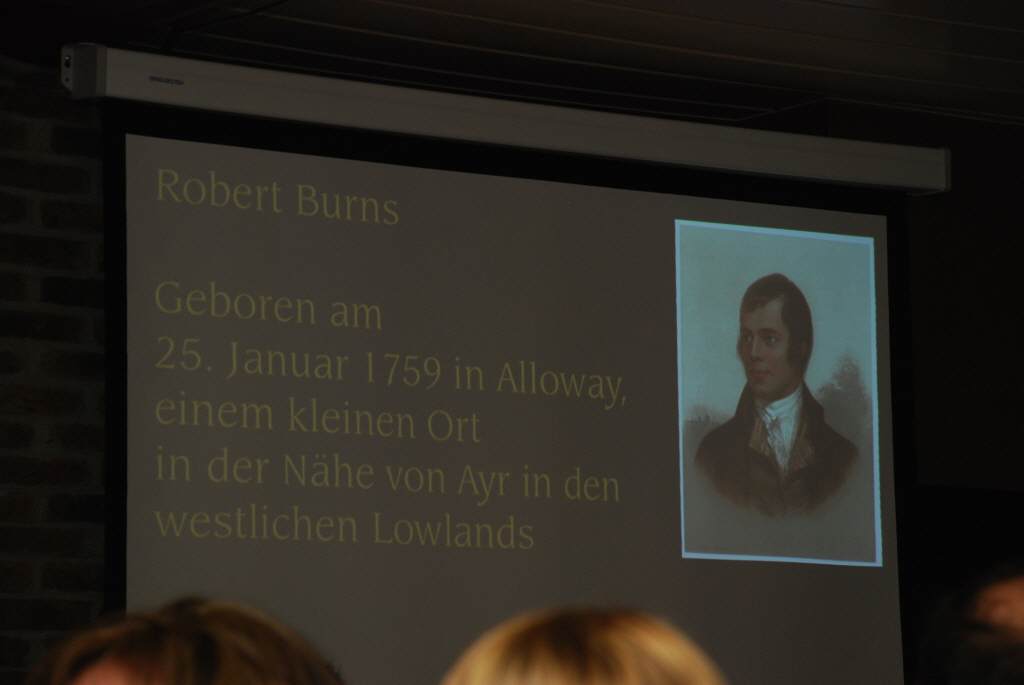 Robert Burns
Geboren am
25. Januar 1759 in Alloway,
einem kleinen Ort
in der Nähe von Ayr in den
westlichen Lowlands